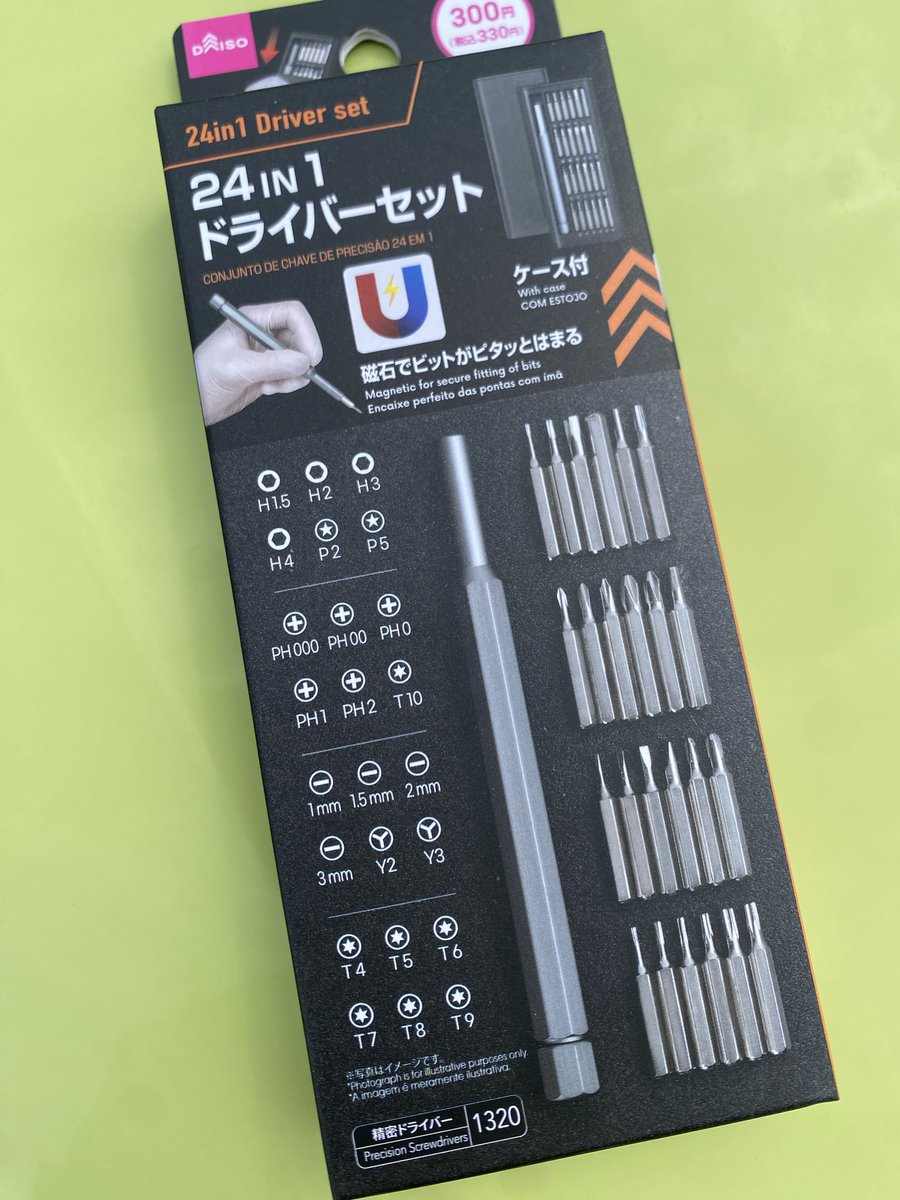 DAISO
300円
(税込330円)
24in1 Driver set
24 IN 1
ドライバーセット
CONJUNTO DE CHAVE DE PRECISÃO 24 EM 1
ケース付
With case
COM ESTOJO
磁石でビットがピタッとはまる
Magnetic for secure fitting of bits
Encaixe perfeito das pontas com ímã
H1.5 H2 H3
H4 P2 P5
PH000 PH00 PH0
PH1 PH2 T10
1mm 1.5mm 2mm
3mm Y2 Y3
T4 T5 T6
T7 T8 T9
※写真はイメージです。
*Photograph is for illustrative purposes only.
*A imagem é meramente ilustrativa.
精密ドライバー
Precision Screwdrivers
1320